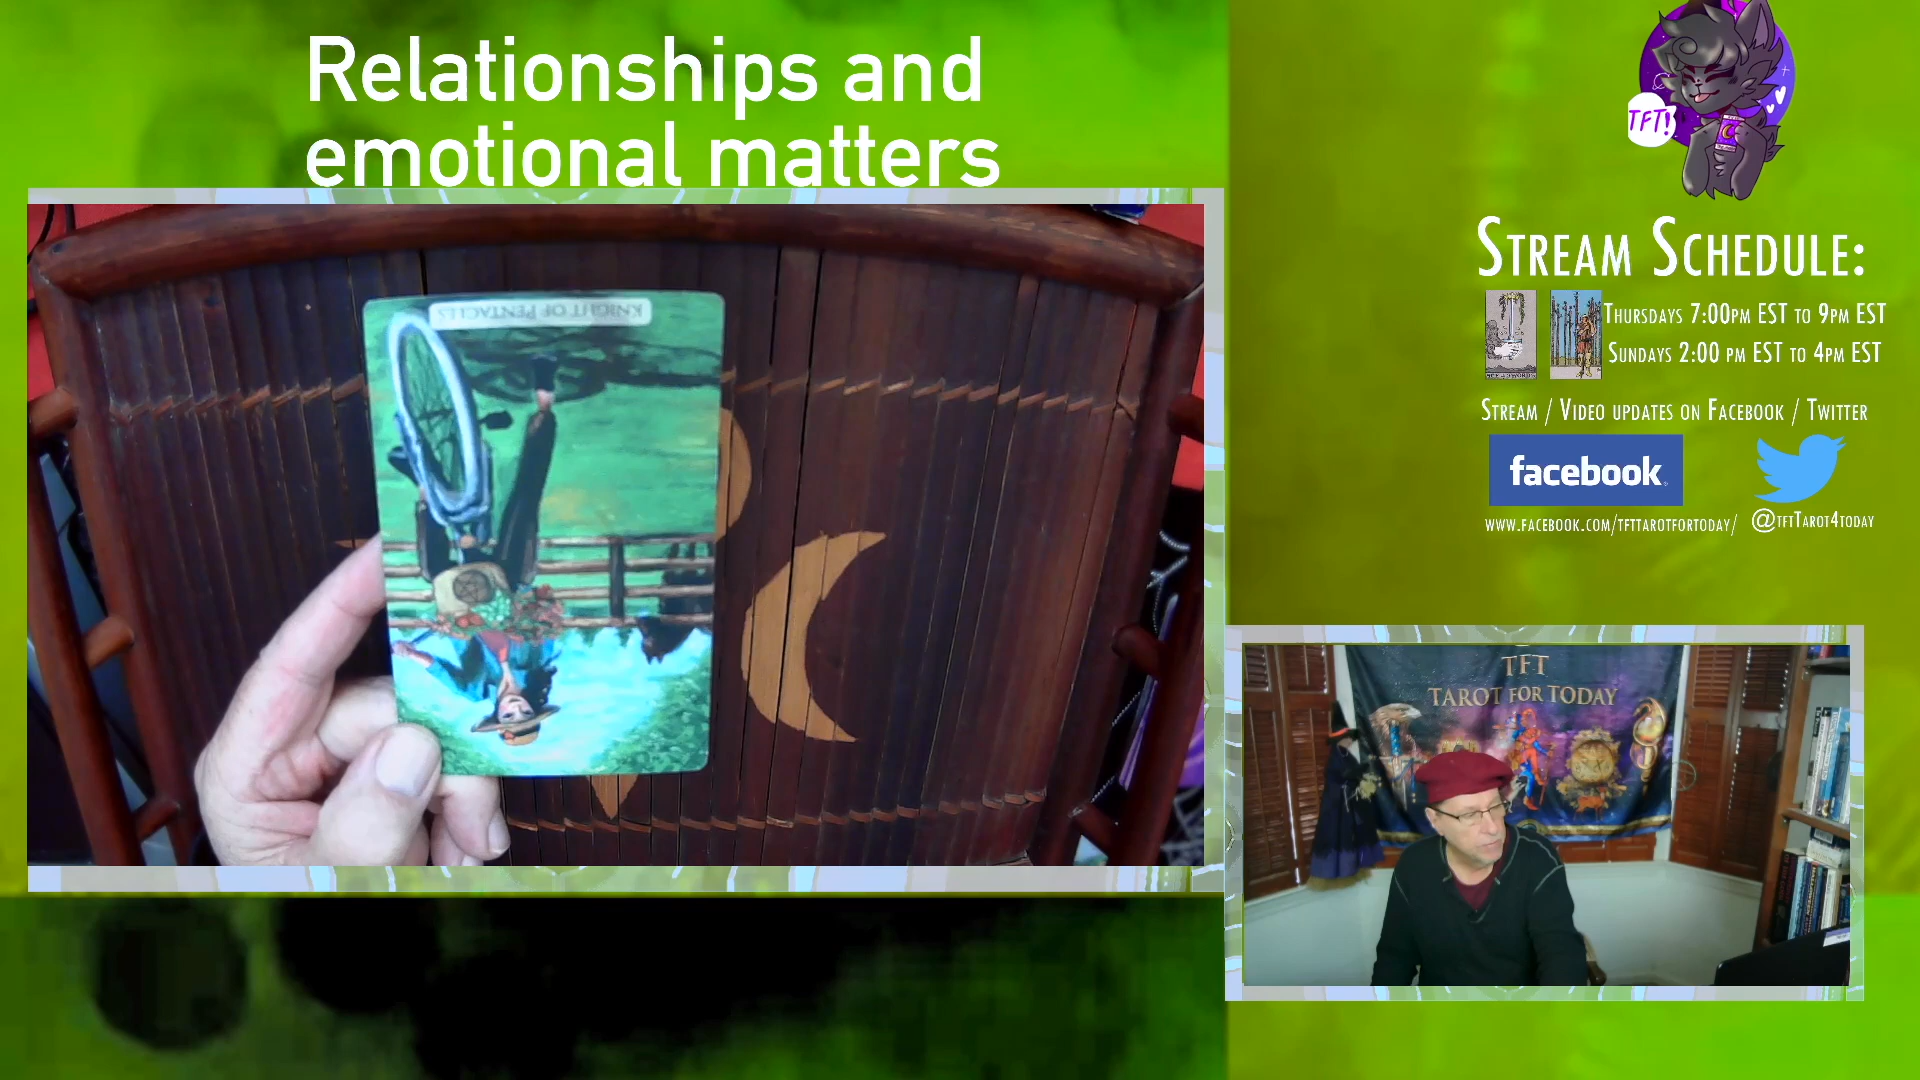 Relationships and
emotional matters
KNIGHT OF PENTACLES
TFT!
STREAM SCHEDULE:
THURSDAYS 7:00PM EST TO 9PM EST
SUNDAYS 2:00 PM EST TO 4PM EST
STREAM / VIDEO UPDATES ON FACEBOOK / TWITTER
facebook
WWW.FACEBOOK.COM/TFTTAROTFORTODAY/
@TFTTAROT4TODAY
TFT
TAROT FOR TODAY